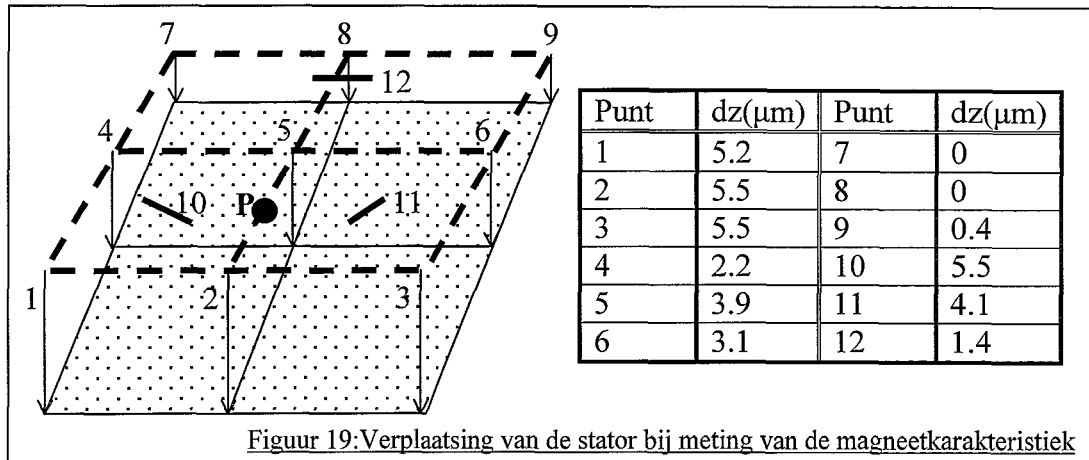 7 8 9
12
4 5 6
10 P 11
1 2 3
Punt dz(μm) Punt dz(μm)
1 5.2 7 0
2 5.5 8 0
3 5.5 9 0.4
4 2.2 10 5.5
5 3.9 11 4.1
6 3.1 12 1.4
Figuur 19:Verplaatsing van de stator bij meting van de magneetkarakteristiek